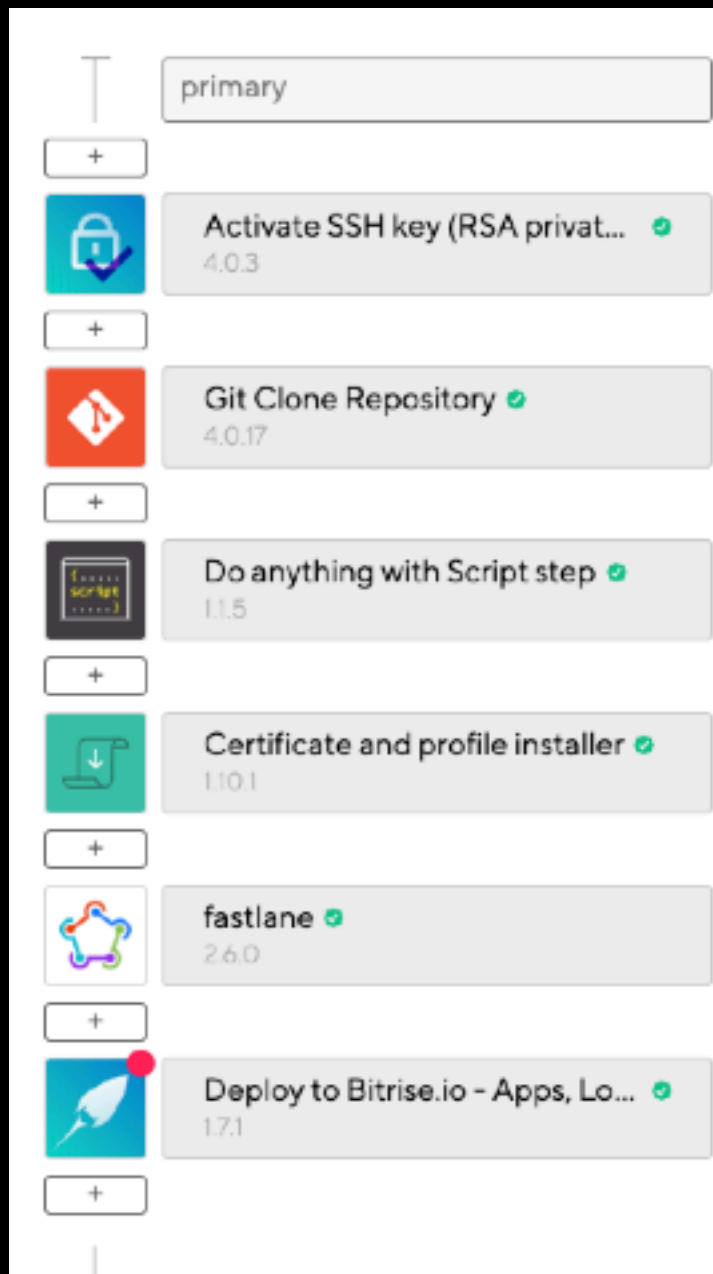 primary
+
Activate SSH key (RSA privat...
4.0.3
+
Git Clone Repository
4.0.17
+
{.....
script
.....}
Do anything with Script step
1.1.5
+
Certificate and profile installer
1.10.1
+
fastlane
2.6.0
+
Deploy to Bitrise.io - Apps, Lo...
1.7.1
+